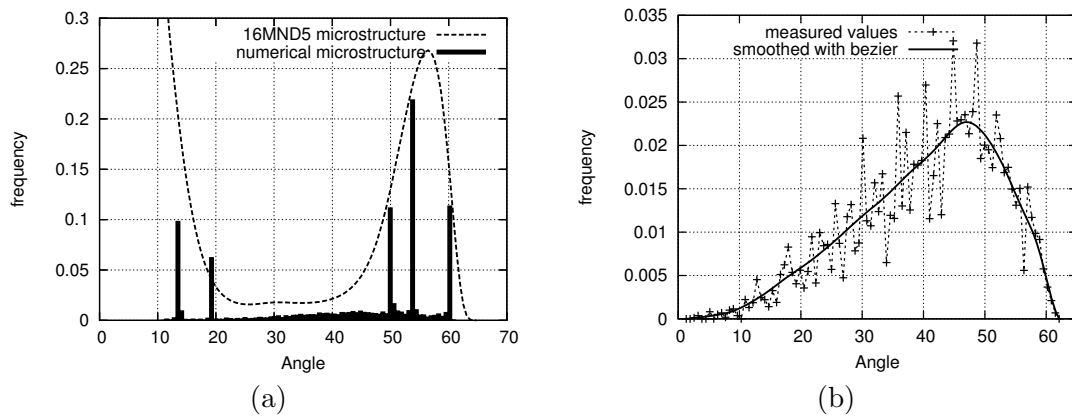 0.3
0.25
0.2
0.15
0.1
0.05
0
frequency
16MND5 microstructure
numerical microstructure
0 10 20 30 40 50 60 70
Angle
(a)
0.035
0.03
0.025
0.02
0.015
0.01
0.005
0
frequency
measured values
smoothed with bezier
0 10 20 30 40 50 60
Angle
(b)